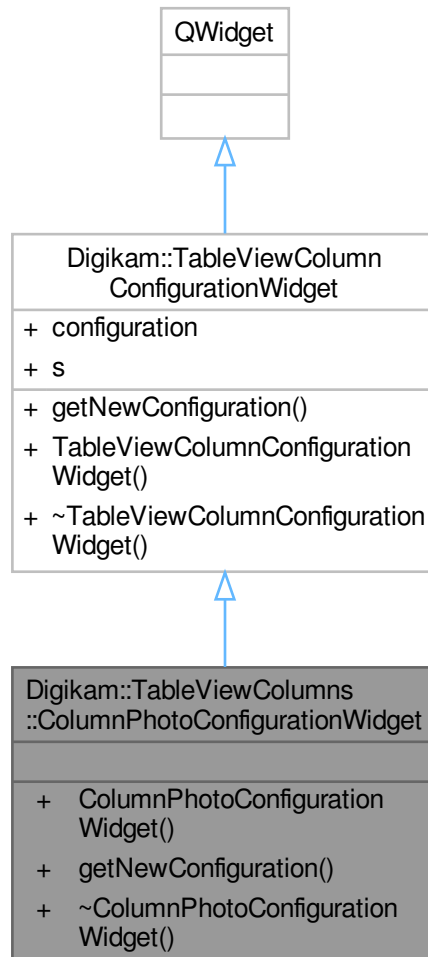 QWidget
Digikam::TableViewColumn
ConfigurationWidget
+ configuration
+ s
+ getNewConfiguration()
+ TableViewColumnConfiguration
Widget()
+ ~TableViewColumnConfiguration
Widget()
Digikam::TableViewColumns
::ColumnPhotoConfigurationWidget
+ ColumnPhotoConfiguration
Widget()
+ getNewConfiguration()
+ ~ColumnPhotoConfiguration
Widget()